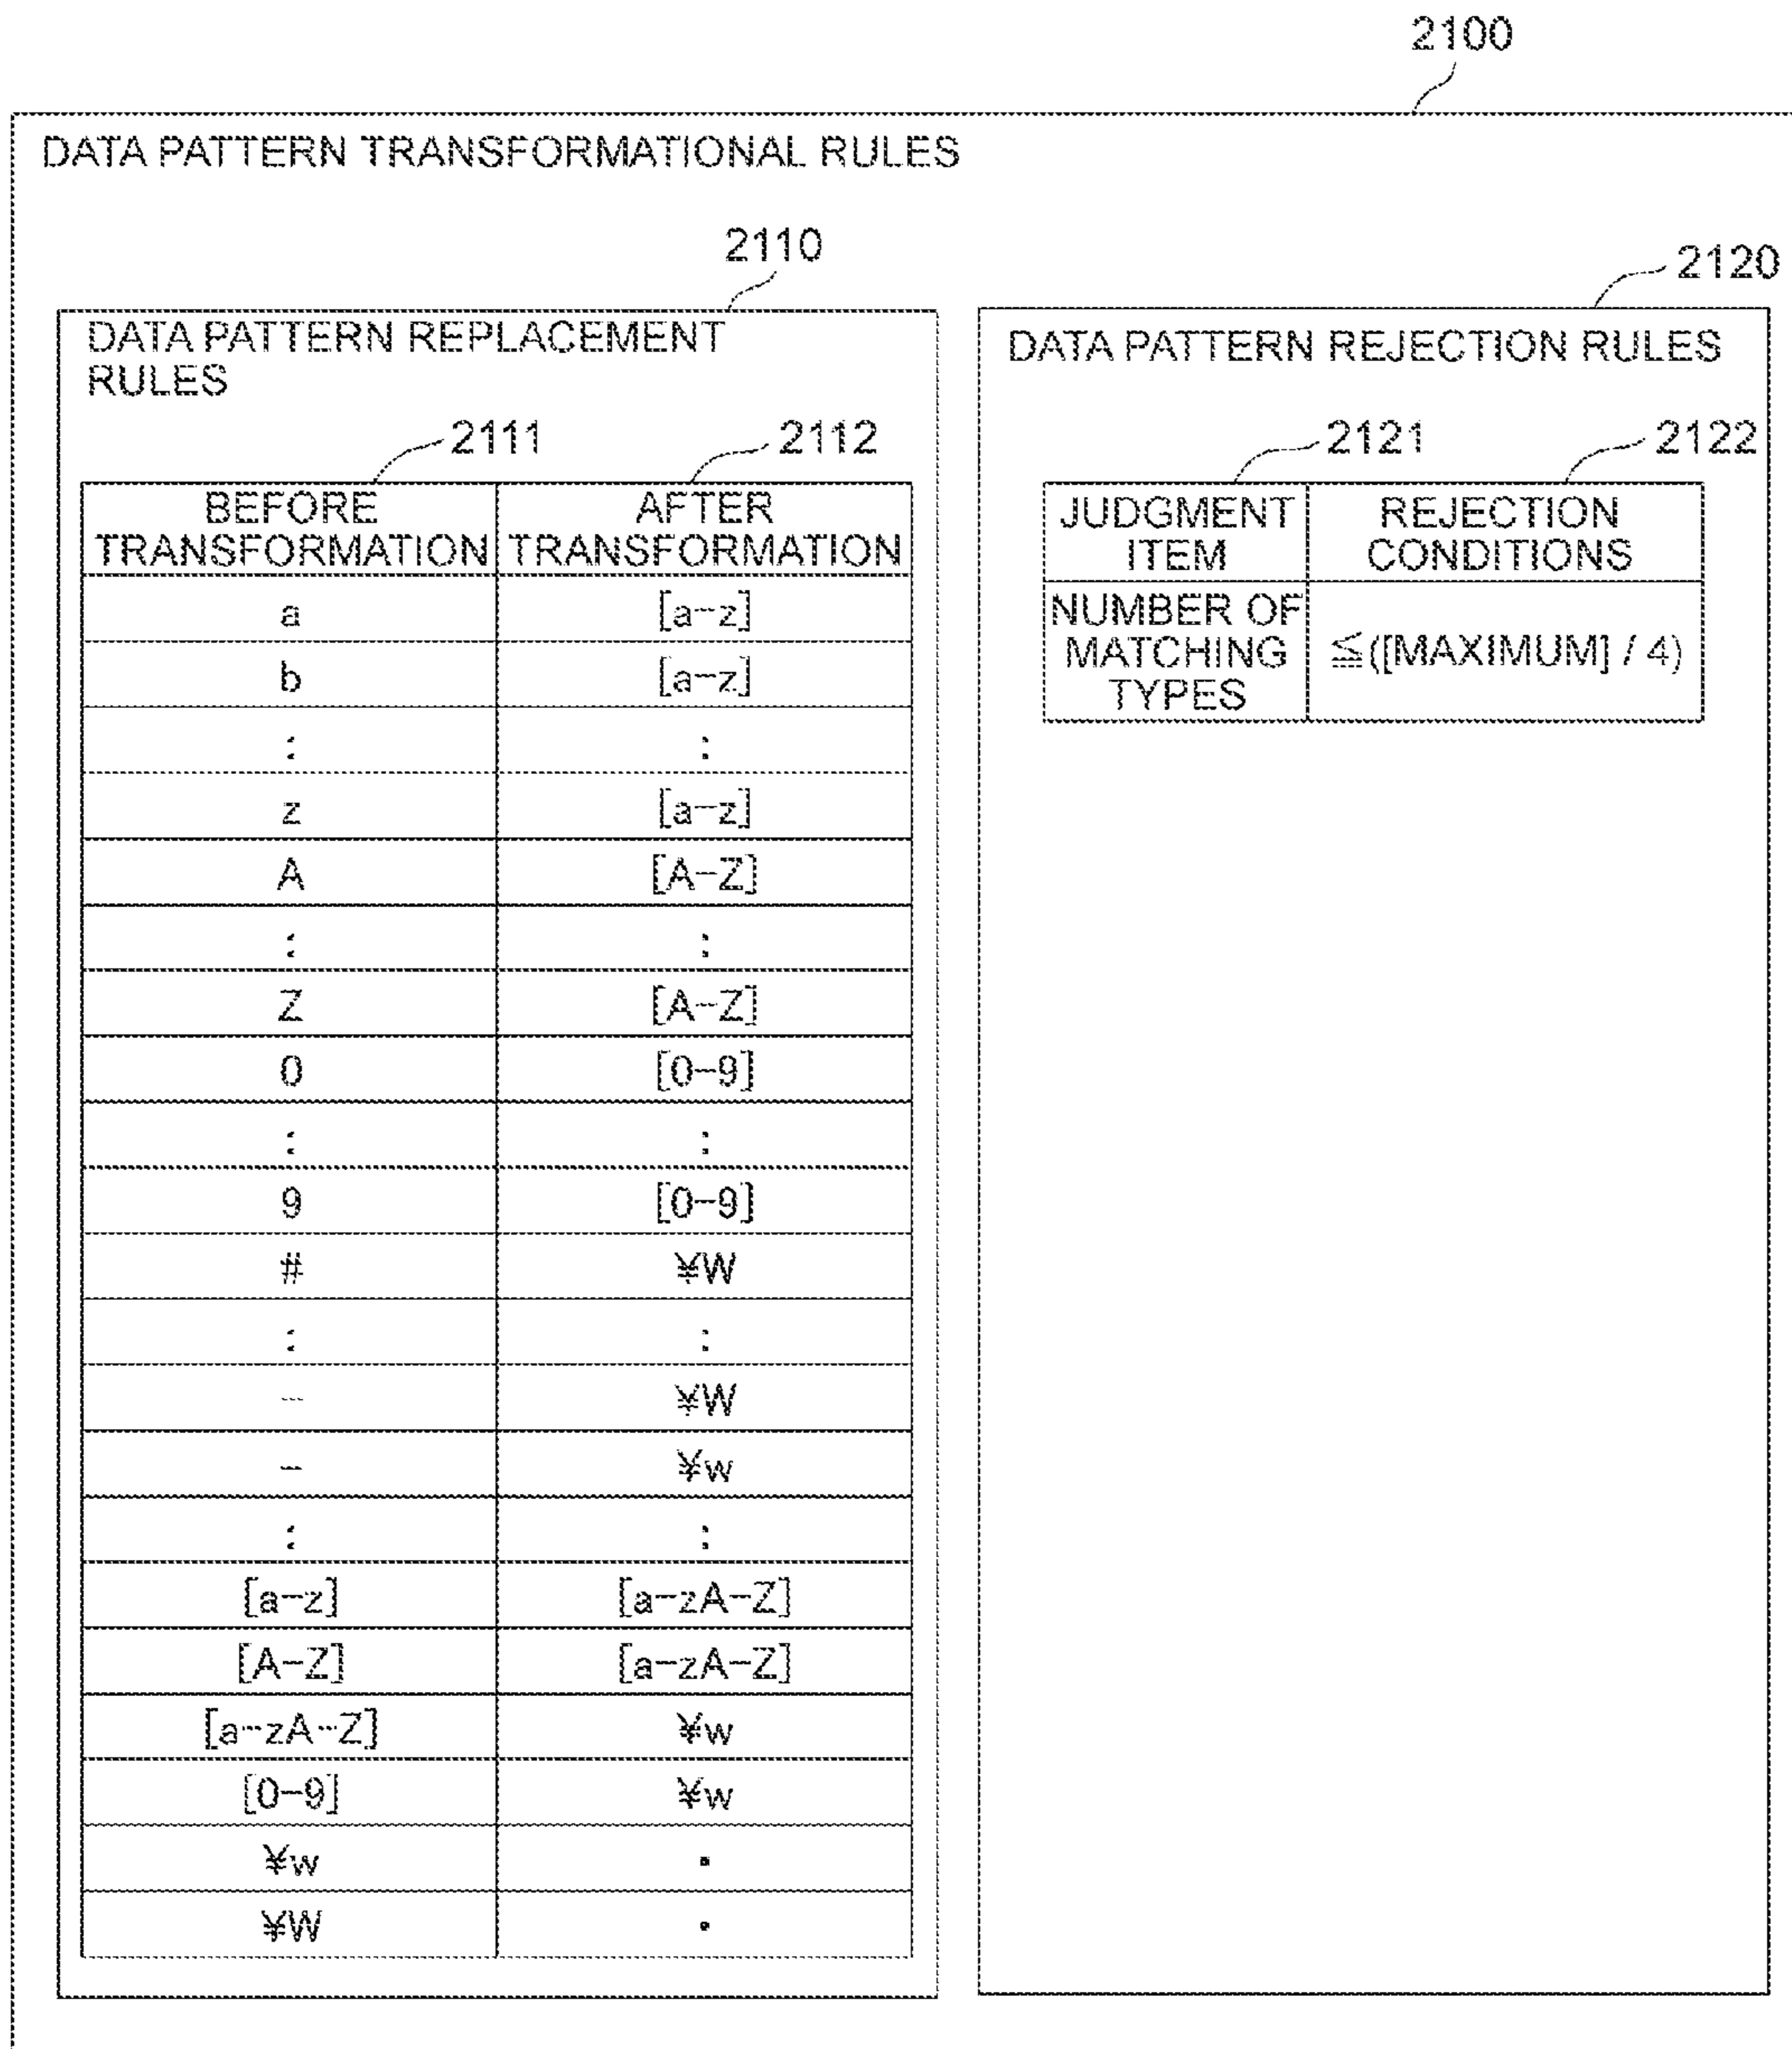 2100
DATA PATTERN TRANSFORMATIONAL RULES
2110
2120
DATA PATTERN REPLACEMENT
RULES
DATA PATTERN REJECTION RULES
2111
2112
2121
2122
BEFORE
TRANSFORMATION
AFTER
TRANSFORMATION
JUDGMENT
ITEM
REJECTION
CONDITIONS
NUMBER OF
MATCHING
TYPES
≦([MAXIMUM] / 4)
a [a-z]
b [a-z]
: :
z [a-z]
A [A-Z]
: :
Z [A-Z]
0 [0-9]
: :
9 [0-9]
# ¥W
: :
- ¥W
- ¥w
: :
[a-z] [a-zA-Z]
[A-Z] [a-zA-Z]
[a-zA-Z] ¥w
[0-9] ¥w
¥w .
¥W .